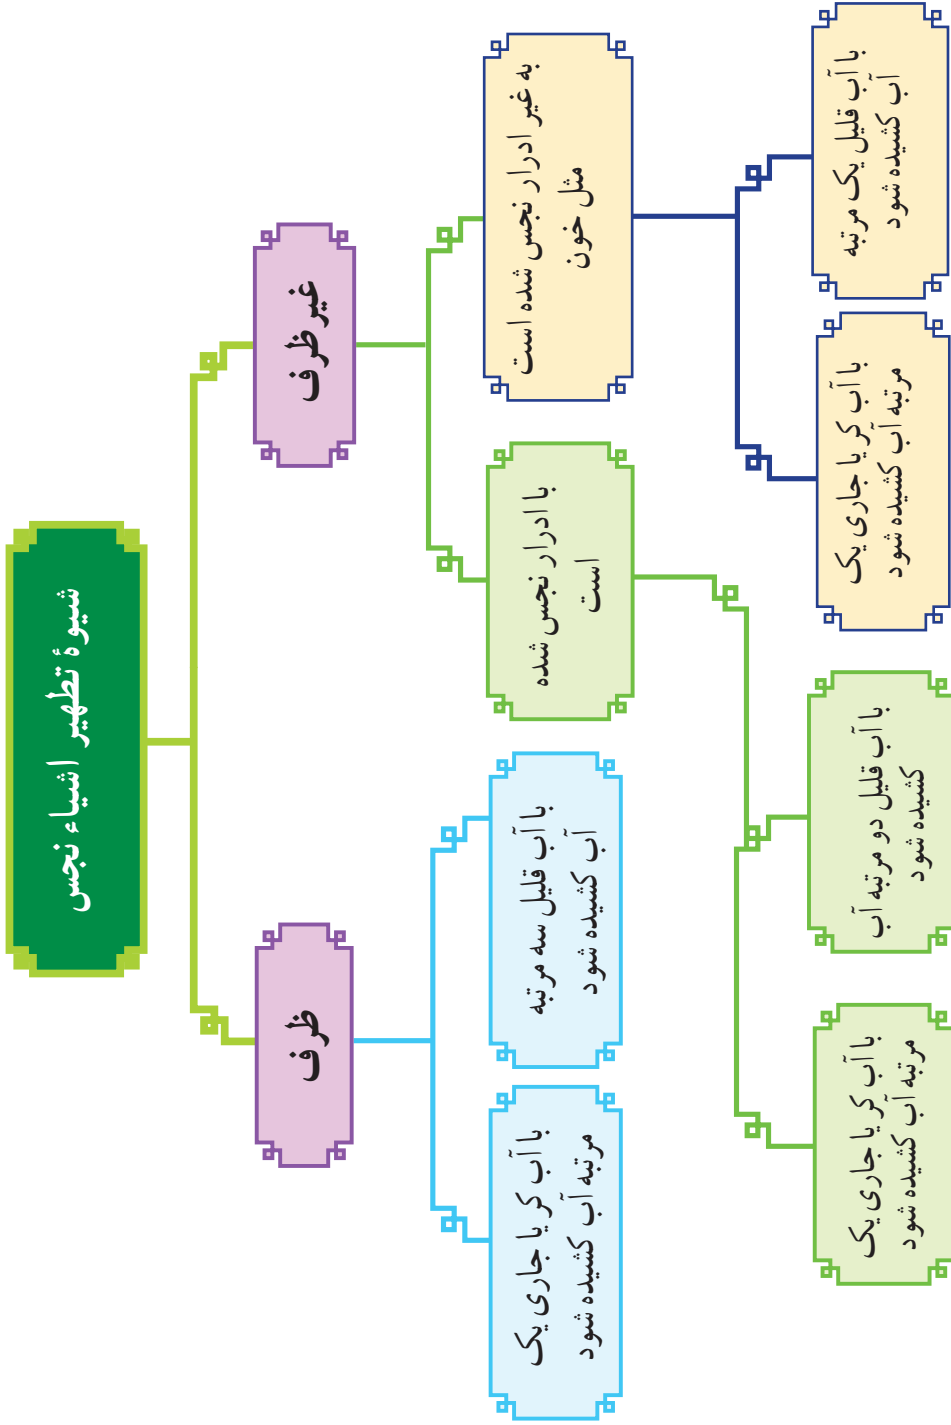 شیوهٔ تطهیر اشیاء نجس
غیر ظرف
ظرف
به غیر ادرار نجس شده است
مثل خون
با ادرار نجس شده
است
با آب قلیل سه مرتبه
آب کشیده شود
با آب کر یا جاری یک
مرتبه آب کشیده شود
با آب قلیل یک مرتبه
آب کشیده شود
با آب کر یا جاری یک
مرتبه آب کشیده شود
با آب قلیل دو مرتبه آب
کشیده شود
با آب کر یا جاری یک
مرتبه آب کشیده شود